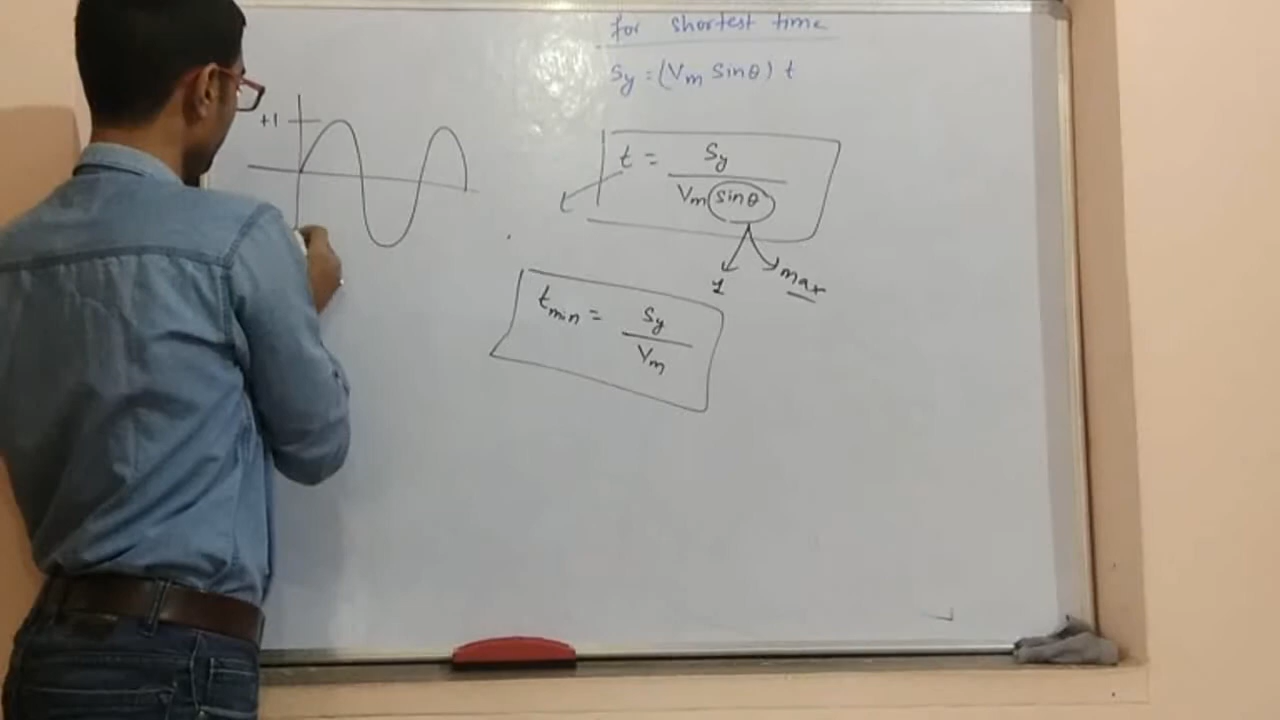 for shortest time
Sy = (Vm Sinθ) t
+1
t = Sy / Vm sinθ
t
1 max
tmin = Sy / Vm